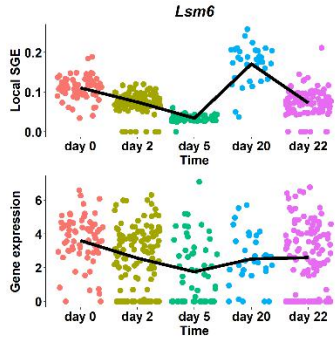 Lsm6
Local SGE
0.2
0.1
0.0
day 0 day 2 day 5 day 20 day 22
Time
Gene expression
6
4
2
0
day 0 day 2 day 5 day 20 day 22
Time